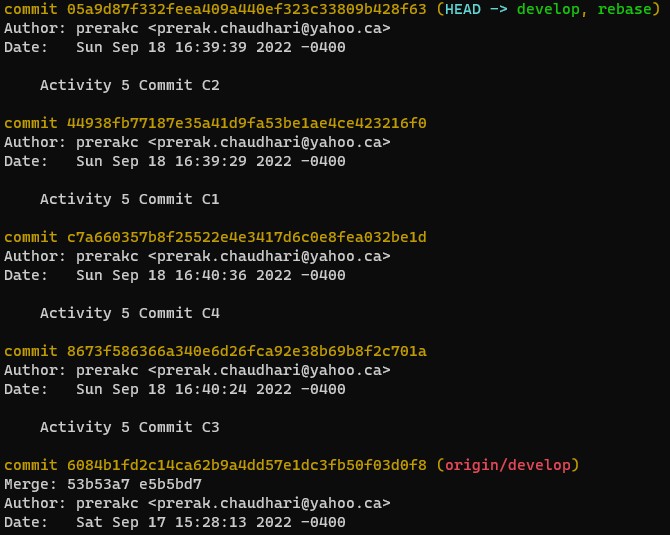 commit 05a9d87f332feea409a440ef323c33809b428f63 (HEAD -> develop, rebase)
Author: prerakc <prerak.chaudhari@yahoo.ca>
Date:   Sun Sep 18 16:39:39 2022 -0400
Activity 5 Commit C2
commit 44938fb77187e35a41d9fa53be1ae4ce423216f0
Author: prerakc <prerak.chaudhari@yahoo.ca>
Date:   Sun Sep 18 16:39:29 2022 -0400
Activity 5 Commit C1
commit c7a660357b8f25522e4e3417d6c0e8fea032be1d
Author: prerakc <prerak.chaudhari@yahoo.ca>
Date:   Sun Sep 18 16:40:36 2022 -0400
Activity 5 Commit C4
commit 8673f586366a340e6d26fca92e38b69b8f2c701a
Author: prerakc <prerak.chaudhari@yahoo.ca>
Date:   Sun Sep 18 16:40:24 2022 -0400
Activity 5 Commit C3
commit 6084b1fd2c14ca62b9a4dd57e1dc3fb50f03d0f8 (origin/develop)
Merge: 53b53a7 e5b5bd7
Author: prerakc <prerak.chaudhari@yahoo.ca>
Date:   Sat Sep 17 15:28:13 2022 -0400